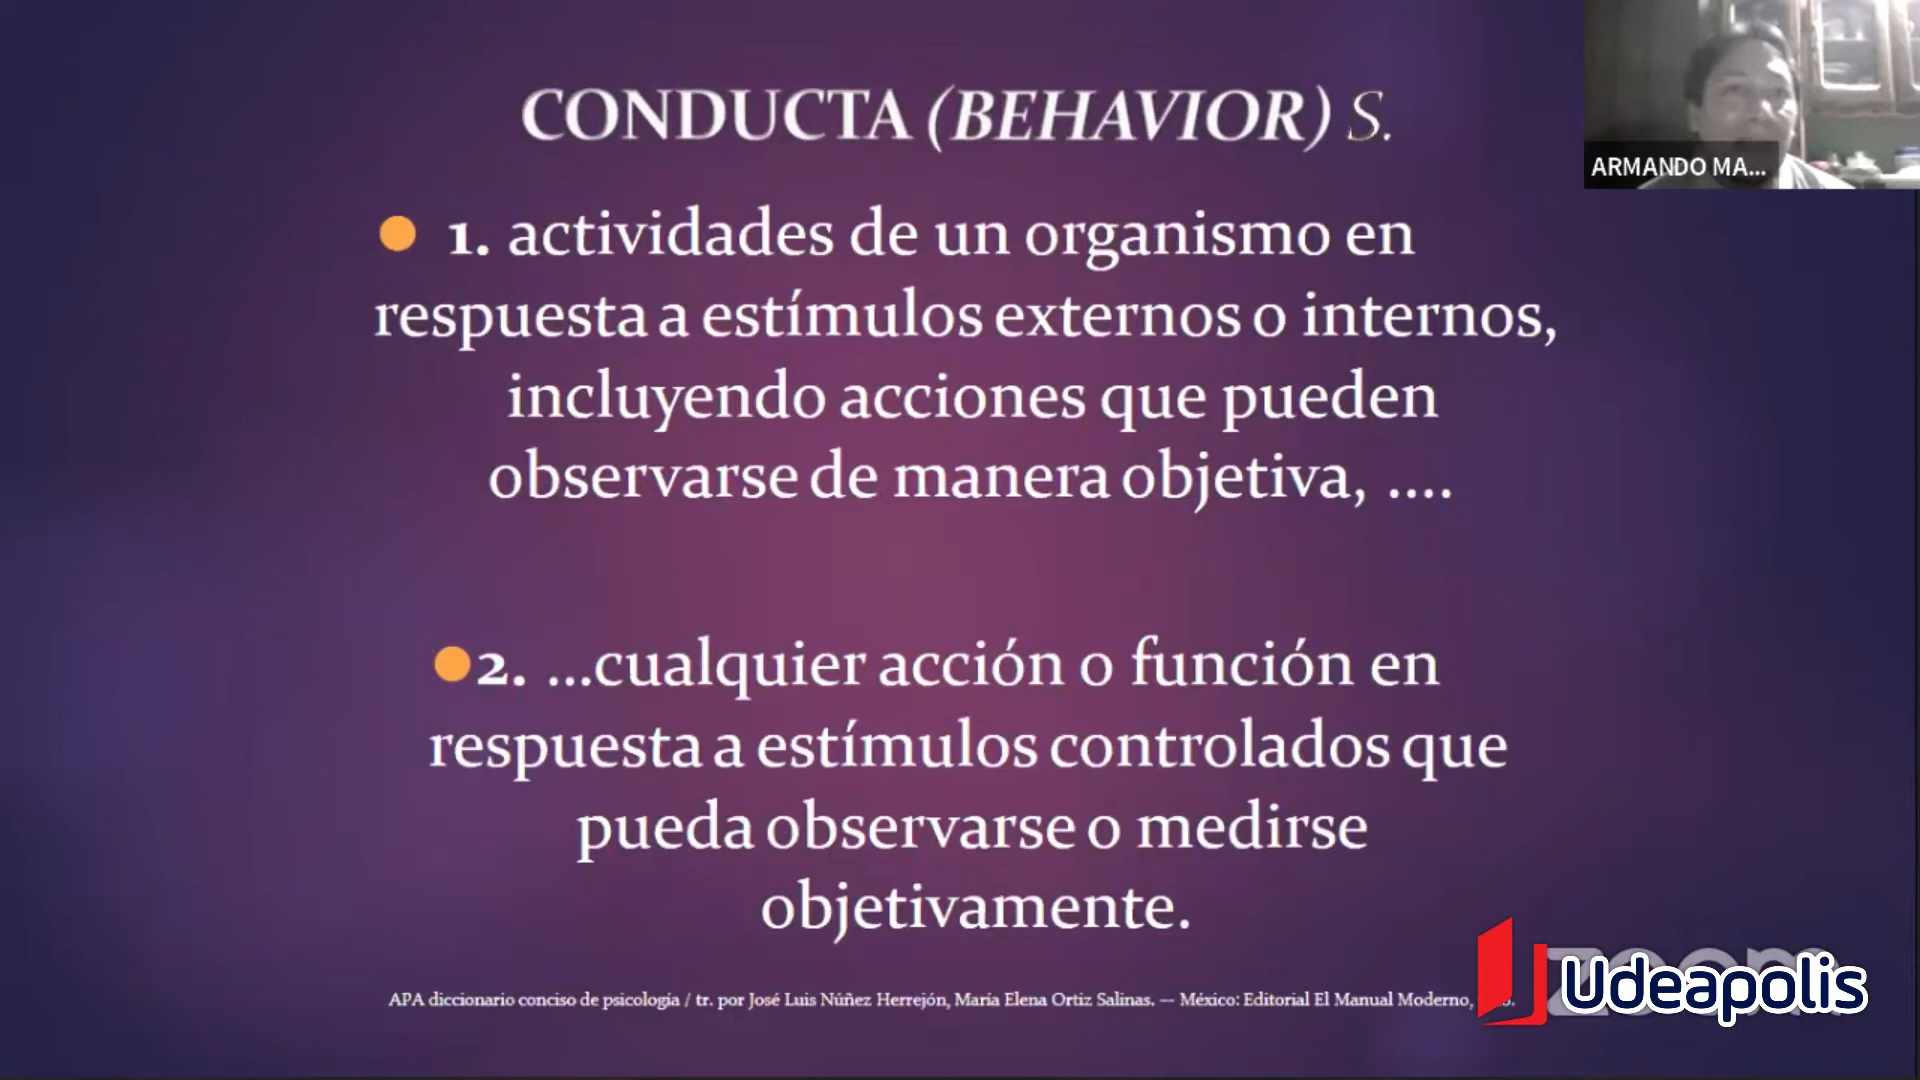 CONDUCTA (BEHAVIOR) S.
ARMANDO MA...
1. actividades de un organismo en
respuesta a estímulos externos o internos,
incluyendo acciones que pueden
observarse de manera objetiva, ....
2. ...cualquier acción o función en
respuesta a estímulos controlados que
pueda observarse o medirse
objetivamente.
APA diccionario conciso de psicología / tr. por José Luis Núñez Herrejón, María Elena Ortiz Salinas. — México: Editorial El Manual Moderno,
zoom
Udeapolis